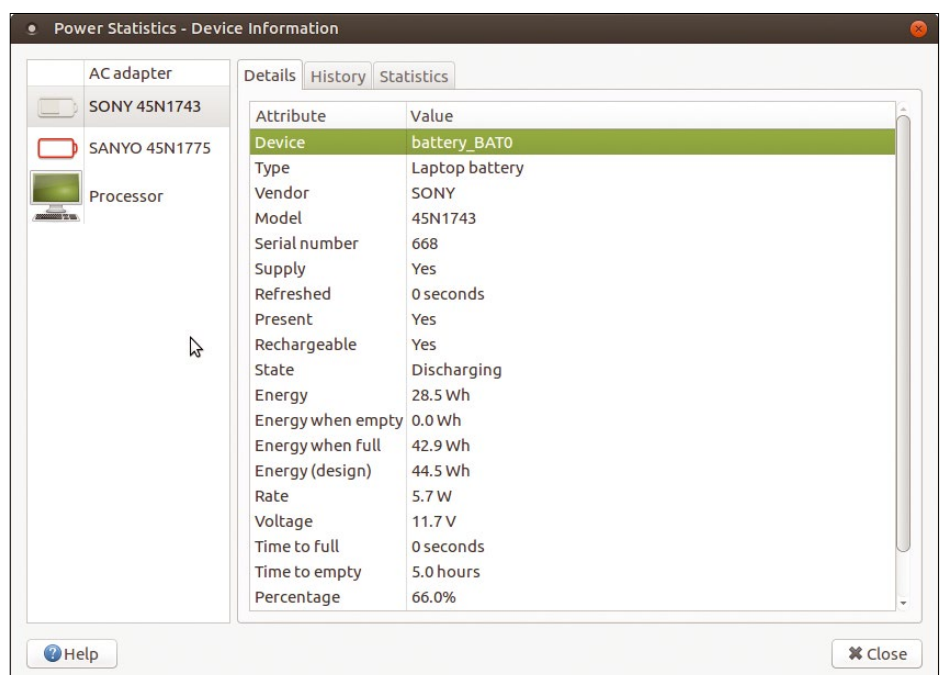 Power Statistics - Device Information
AC adapter
SONY 45N1743
SANYO 45N1775
Processor
Details History Statistics
Attribute Value
Device battery_BAT0
Type Laptop battery
Vendor SONY
Model 45N1743
Serial number 668
Supply Yes
Refreshed 0 seconds
Present Yes
Rechargeable Yes
State Discharging
Energy 28.5 Wh
Energy when empty 0.0 Wh
Energy when full 42.9 Wh
Energy (design) 44.5 Wh
Rate 5.7 W
Voltage 11.7 V
Time to full 0 seconds
Time to empty 5.0 hours
Percentage 66.0%
Help
Close